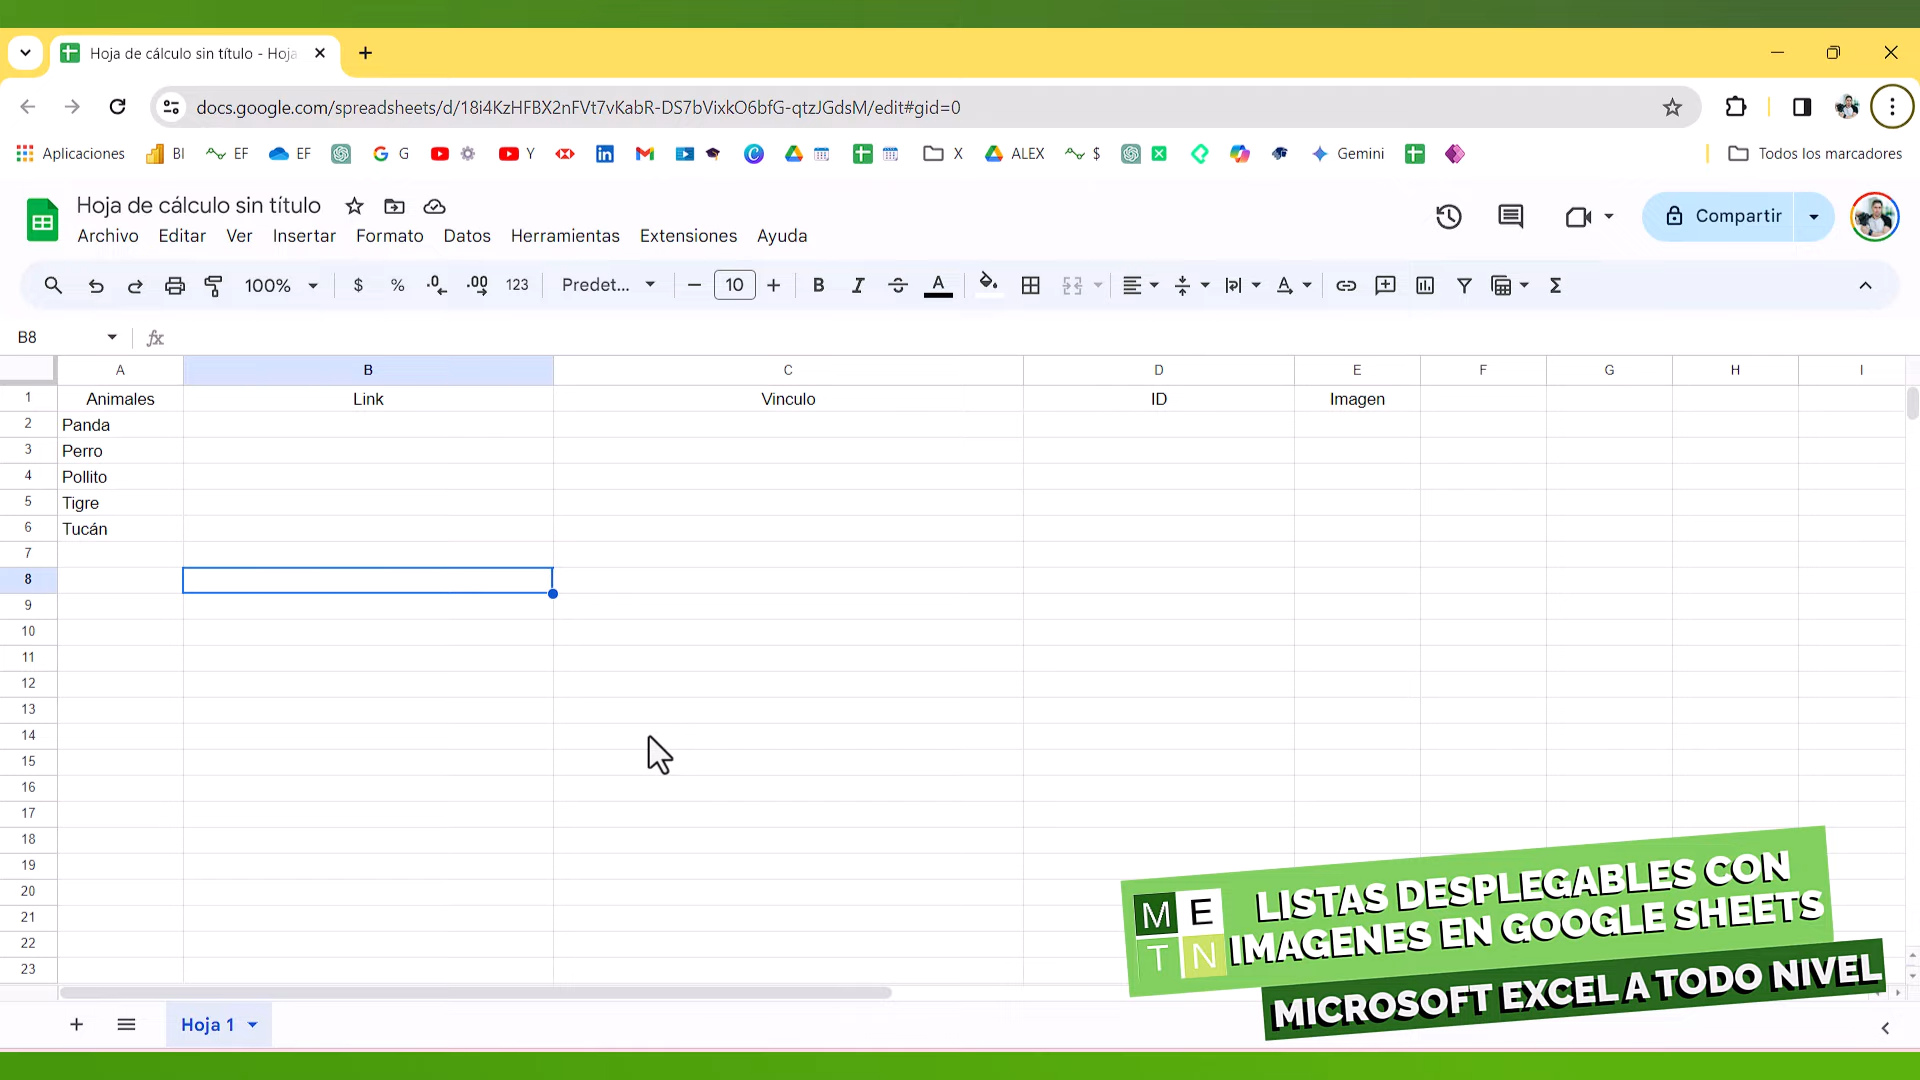 Hoja de cálculo sin título - Hoja
docs.google.com/spreadsheets/d/18i4KzHFBX2nFVt7vKabR-DS7bVixkO6bfG-qtzJGdsM/edit#gid=0
Aplicaciones BI EF EF G Y X ALEX $ Gemini Todos los marcadores
Hoja de cálculo sin título
Archivo Editar Ver Insertar Formato Datos Herramientas Extensiones Ayuda
Compartir
100% $ % .0 .00 123 Predet... 10 B I S A Σ
B8 fx
A B C D E F G H I
1 Animales Link Vinculo ID Imagen
2 Panda
3 Perro
4 Pollito
5 Tigre
6 Tucán
7
8
9
10
11
12
13
14
15
16
17
18
19
20
21
22
23
METN
LISTAS DESPLEGABLES CON
IMAGENES EN GOOGLE SHEETS
MICROSOFT EXCEL A TODO NIVEL
Hoja 1